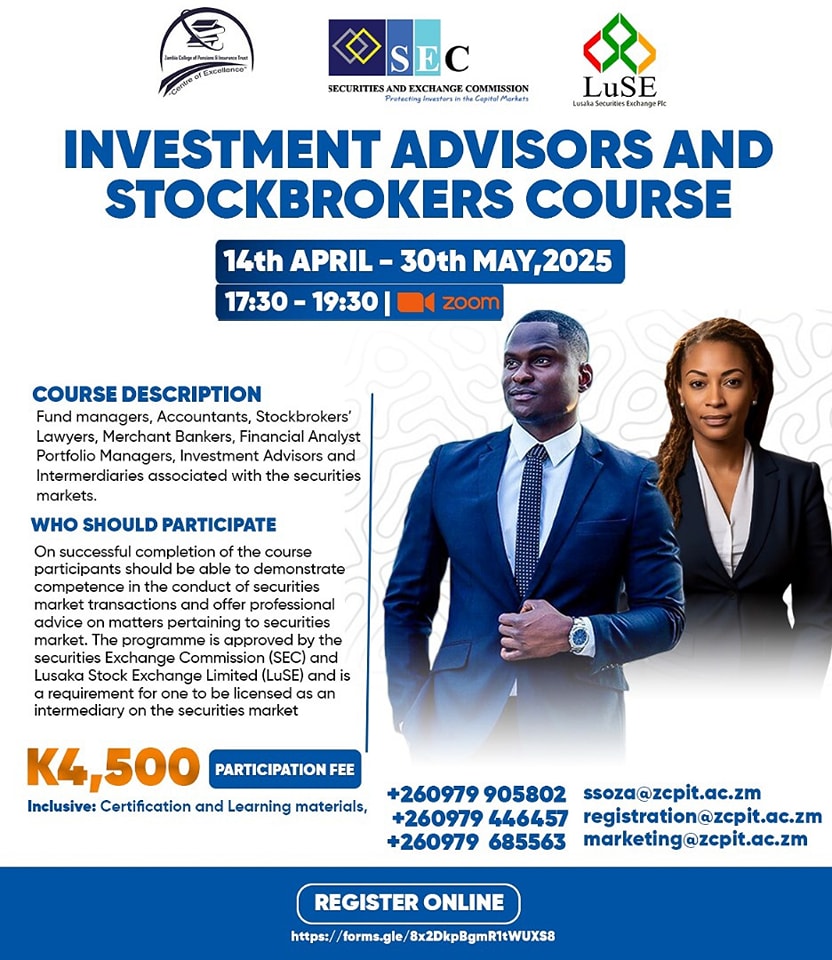 Zambia College of Pensions & Insurance Trust
"Centre of Excellence"
SEC
SECURITIES AND EXCHANGE COMMISSION
Protecting Investors in the Capital Markets
LuSE
Lusaka Securities Exchange Plc
INVESTMENT ADVISORS AND
STOCKBROKERS COURSE
14th APRIL - 30th MAY,2025
17:30 - 19:30 | zoom
COURSE DESCRIPTION
Fund managers, Accountants, Stockbrokers'
Lawyers, Merchant Bankers, Financial Analyst
Portfolio Managers, Investment Advisors and
Intermerdiaries associated with the securities
markets.
WHO SHOULD PARTICIPATE
On successful completion of the course
participants should be able to demonstrate
competence in the conduct of securities
market transactions and offer professional
advice on matters pertaining to securities
market. The programme is approved by the
securities Exchange Commission (SEC) and
Lusaka Stock Exchange Limited (LuSE) and is
a requirement for one to be licensed as an
intermediary on the securities market
K4,500 PARTICIPATION FEE
Inclusive: Certification and Learning materials,
+260979 905802 ssoza@zcpit.ac.zm
+260979 446457 registration@zcpit.ac.zm
+260979 685563 marketing@zcpit.ac.zm
REGISTER ONLINE
https://forms.gle/8x2DkpBgmR1tWUXS8